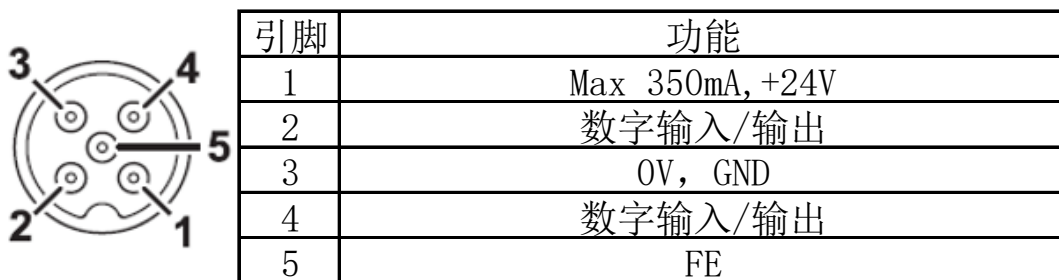 3
4
5
2
1
引脚 功能
1 Max 350mA,+24V
2 数字输入/输出
3 0V, GND
4 数字输入/输出
5 FE